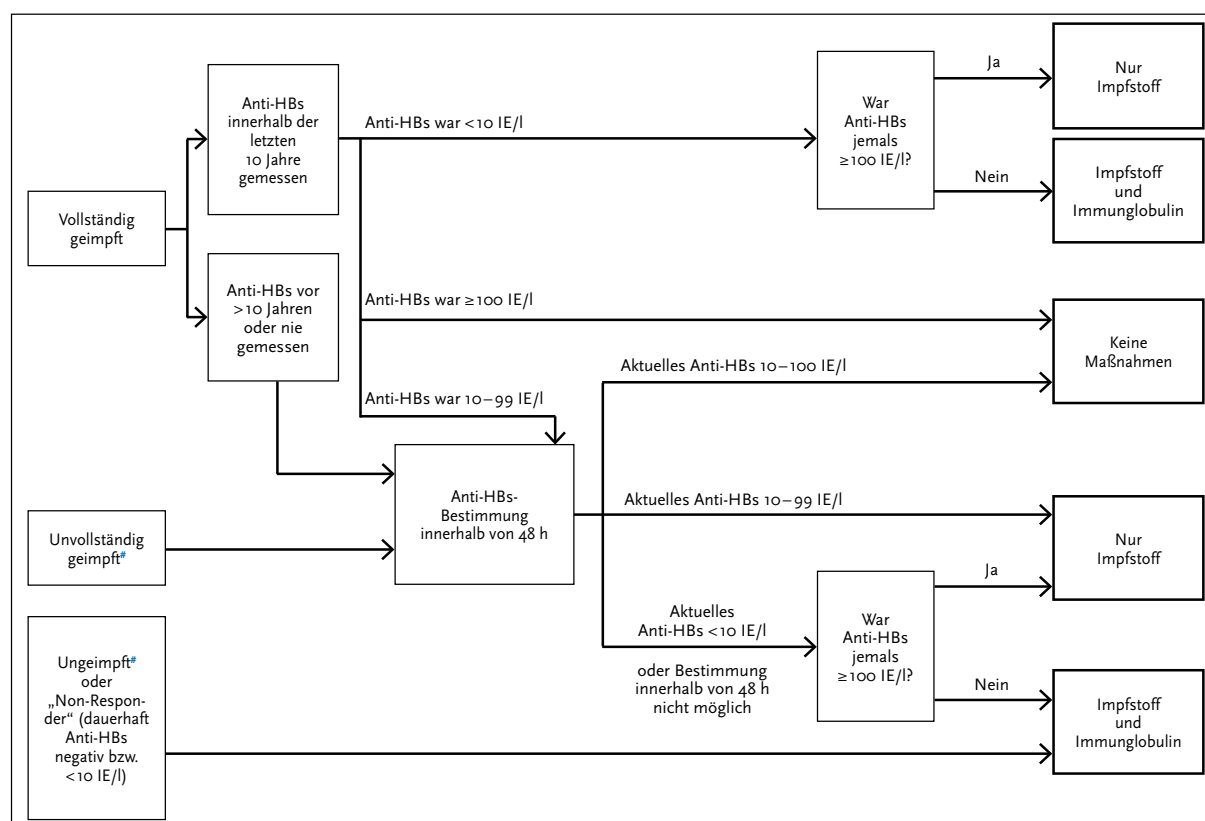 Vollständig
geimpft
Anti-HBs
innerhalb der
letzten
10 Jahre
gemessen
Anti-HBs vor
>10 Jahren
oder nie
gemessen
Anti-HBs war <10 IE/l
War
Anti-HBs
jemals
≥100 IE/l?
Ja
Nur
Impfstoff
Nein
Impfstoff
und
Immunglobulin
Anti-HBs war ≥100 IE/l
Keine
Maßnahmen
Aktuelles Anti-HBs 10–100 IE/l
Anti-HBs war 10–99 IE/l
Anti-HBs-
Bestimmung
innerhalb von 48 h
Unvollständig
geimpft#
Aktuelles Anti-HBs 10–99 IE/l
Nur
Impfstoff
Aktuelles
Anti-HBs <10 IE/l
oder Bestimmung
innerhalb von 48 h
nicht möglich
War
Anti-HBs
jemals
≥100 IE/l?
Ja
Nein
Impfstoff
und
Immunglobulin
Ungeimpft#
oder
„Non-Respon-
der“ (dauerhaft
Anti-HBs
negativ bzw.
<10 IE/l)